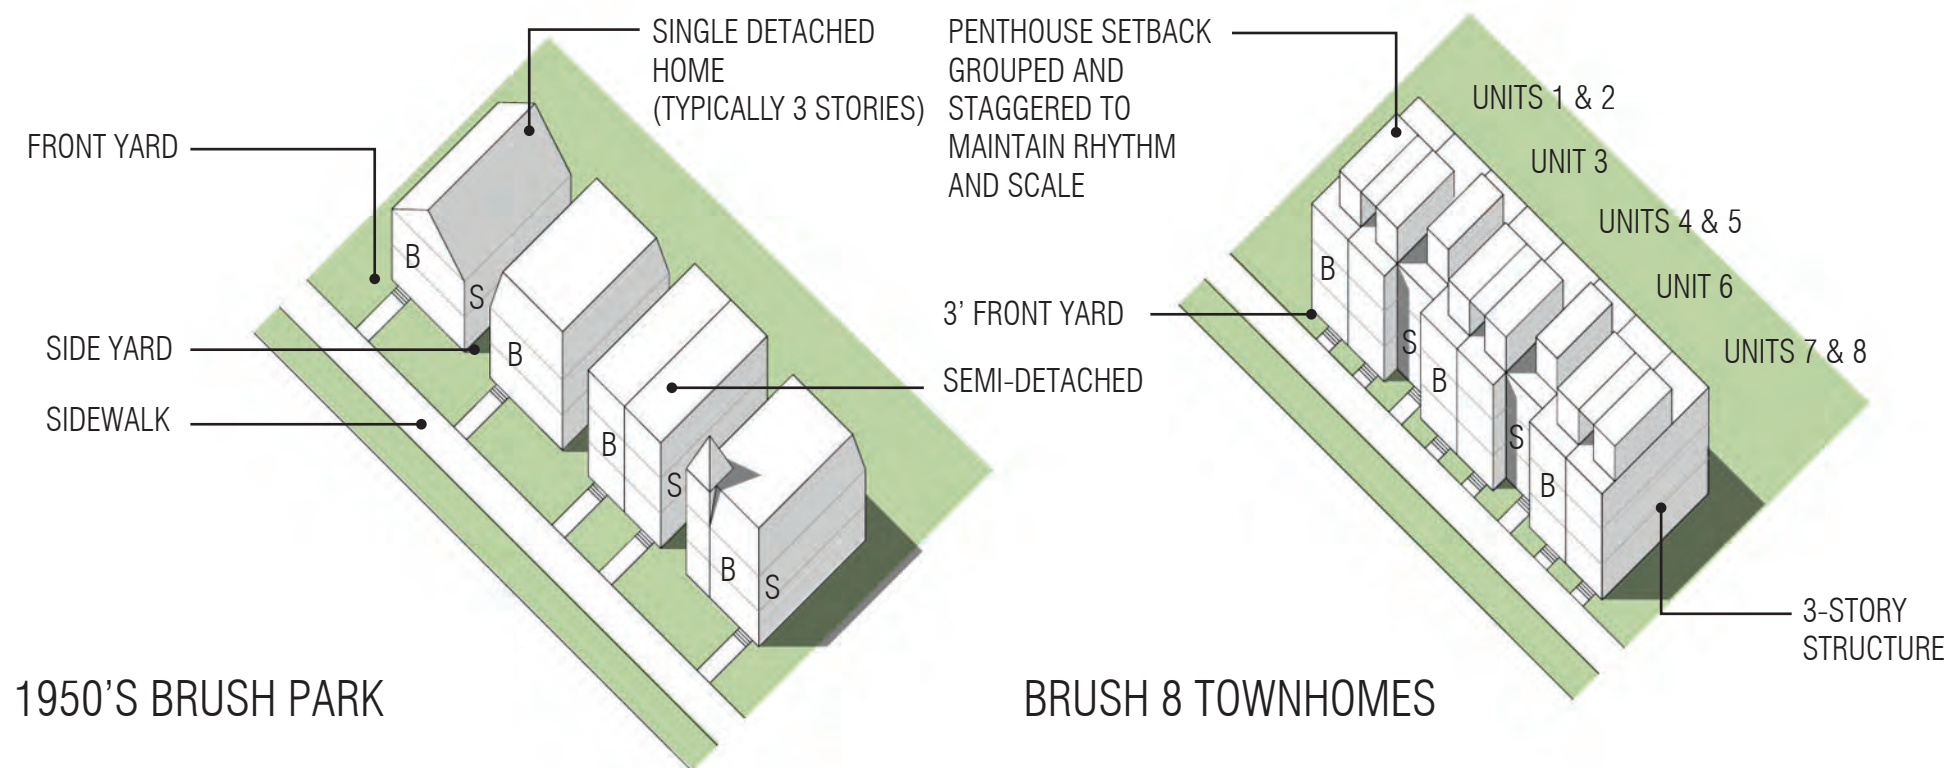 SINGLE DETACHED
HOME
(TYPICALLY 3 STORIES)
FRONT YARD
SIDE YARD
SIDEWALK
SEMI-DETACHED
B
S
B
B
S
B
S
1950'S BRUSH PARK
PENTHOUSE SETBACK
GROUPED AND
STAGGERED TO
MAINTAIN RHYTHM
AND SCALE
UNITS 1 & 2
UNIT 3
UNITS 4 & 5
UNIT 6
UNITS 7 & 8
3' FRONT YARD
B
S
B
S
B
3-STORY
STRUCTURE
BRUSH 8 TOWNHOMES